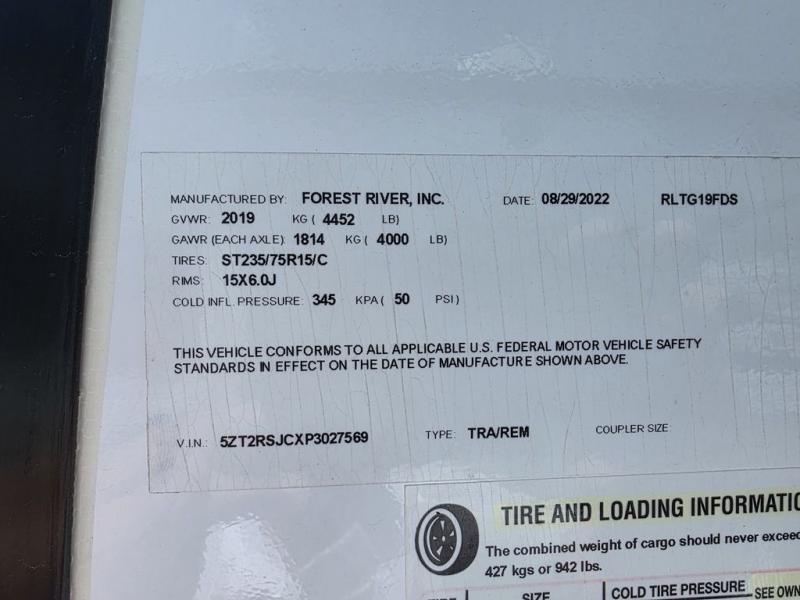 MANUFACTURED BY: FOREST RIVER, INC. DATE: 08/29/2022 RLTG19FDS
GVWR: 2019 KG ( 4452 LB)
GAWR (EACH AXLE): 1814 KG ( 4000 LB)
TIRES: ST235/75R15/C
RIMS: 15X6.0J
COLD INFL. PRESSURE: 345 KPA ( 50 PSI )
THIS VEHICLE CONFORMS TO ALL APPLICABLE U.S. FEDERAL MOTOR VEHICLE SAFETY
STANDARDS IN EFFECT ON THE DATE OF MANUFACTURE SHOWN ABOVE.
V.I.N.: 5ZT2RSJCXP3027569 TYPE: TRA/REM COUPLER SIZE:
TIRE AND LOADING INFORMATIO
The combined weight of cargo should never exceed
427 kgs or 942 lbs.
SIZE COLD TIRE PRESSURE SEE OWN